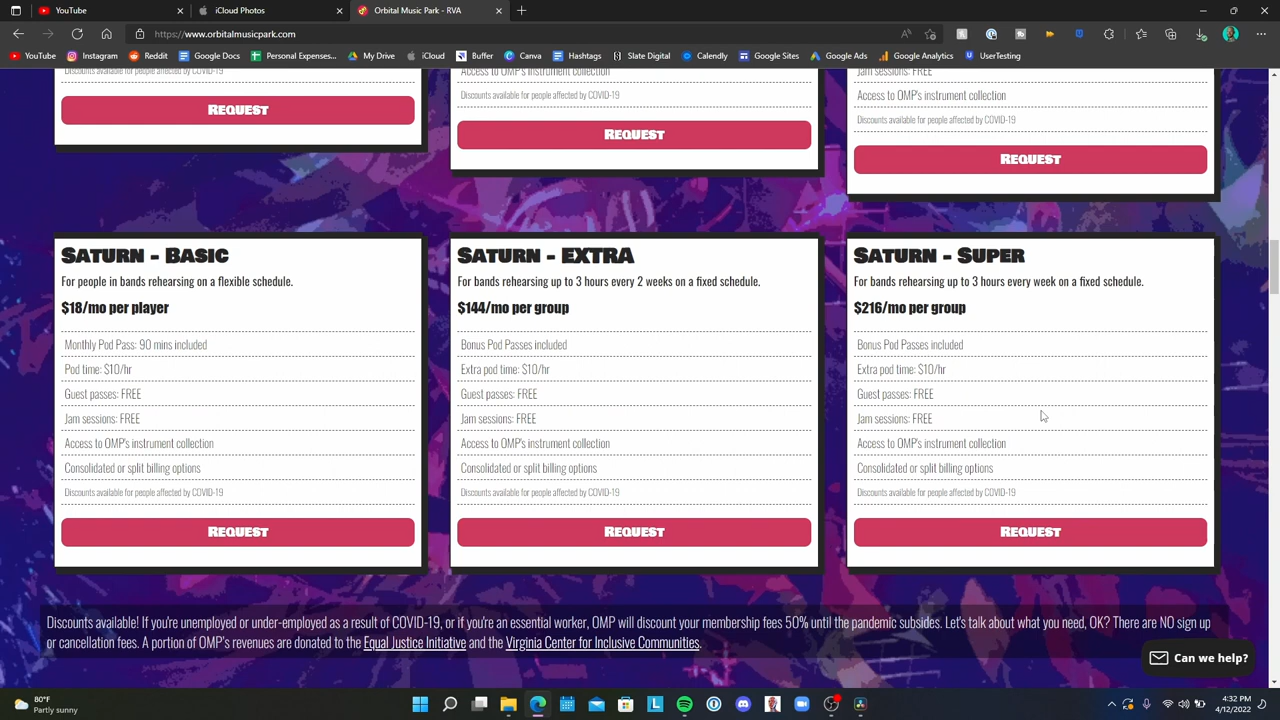 YouTube
iCloud Photos
Orbital Music Park - RVA
https://www.orbitalmusicpark.com
YouTube
Instagram
Reddit
Google Docs
Personal Expenses...
My Drive
iCloud
Buffer
Canva
Hashtags
Slate Digital
Calendly
Google Sites
Google Ads
Google Analytics
UserTesting
Discounts available for people affected by COVID-19
Request
Access to OMP's instrument collection
Discounts available for people affected by COVID-19
Request
Jam sessions: FREE
Access to OMP's instrument collection
Discounts available for people affected by COVID-19
Request
Saturn - Basic
For people in bands rehearsing on a flexible schedule.
$18/mo per player
Monthly Pod Pass: 90 mins included
Pod time: $10/hr
Guest passes: FREE
Jam sessions: FREE
Access to OMP's instrument collection
Consolidated or split billing options
Discounts available for people affected by COVID-19
Request
Saturn - EXTRA
For bands rehearsing up to 3 hours every 2 weeks on a fixed schedule.
$144/mo per group
Bonus Pod Passes included
Extra pod time: $10/hr
Guest passes: FREE
Jam sessions: FREE
Access to OMP's instrument collection
Consolidated or split billing options
Discounts available for people affected by COVID-19
Request
Saturn - Super
For bands rehearsing up to 3 hours every week on a fixed schedule.
$216/mo per group
Bonus Pod Passes included
Extra pod time: $10/hr
Guest passes: FREE
Jam sessions: FREE
Access to OMP's instrument collection
Consolidated or split billing options
Discounts available for people affected by COVID-19
Request
Discounts available! If you're unemployed or under-employed as a result of COVID-19, or if you're an essential worker, OMP will discount your membership fees 50% until the pandemic subsides. Let's talk about what you need, OK? There are NO sign up
or cancellation fees. A portion of OMP's revenues are donated to the Equal Justice Initiative and the Virginia Center for Inclusive Communities.
Can we help?
80°F
Partly sunny
4:32 PM
4/12/2022